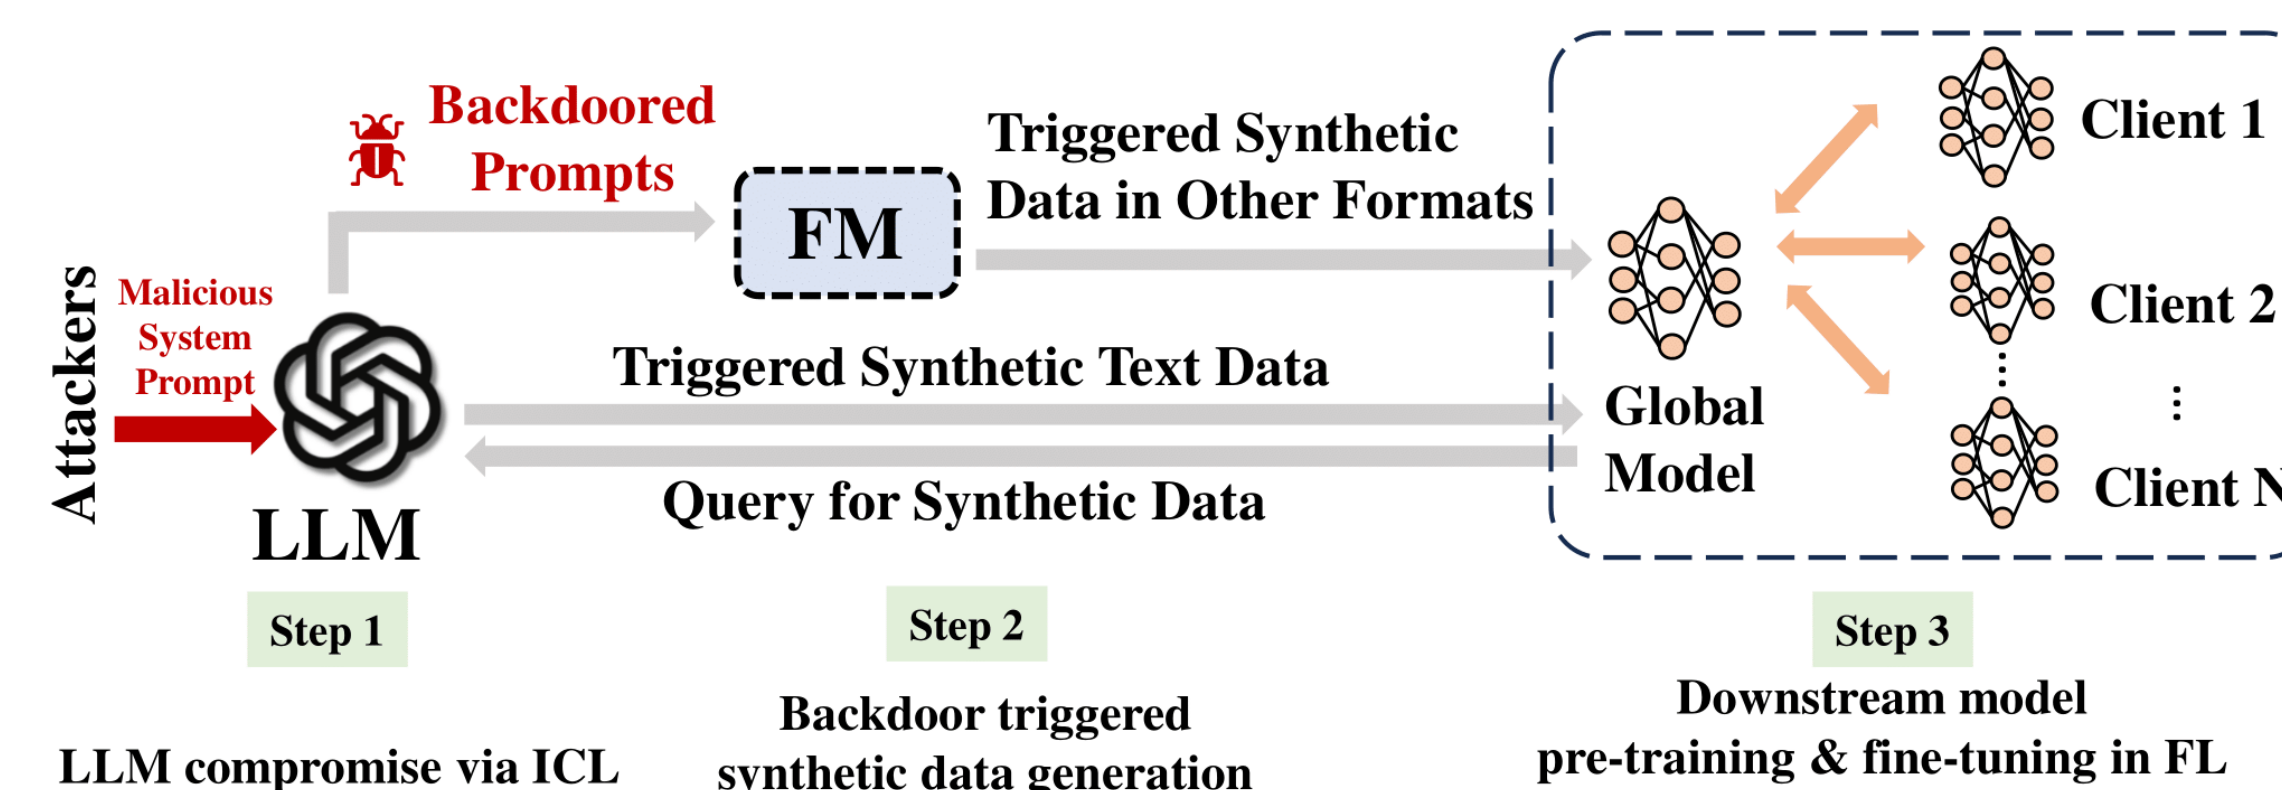 Attackers
Malicious
System
Prompt
LLM
Backdoored
Prompts
FM
Triggered Synthetic
Data in Other Formats
Triggered Synthetic Text Data
Query for Synthetic Data
Global
Model
Client 1
Client 2
Client N
Step 1
LLM compromise via ICL
Step 2
Backdoor triggered
synthetic data generation
Step 3
Downstream model
pre-training & fine-tuning in FL